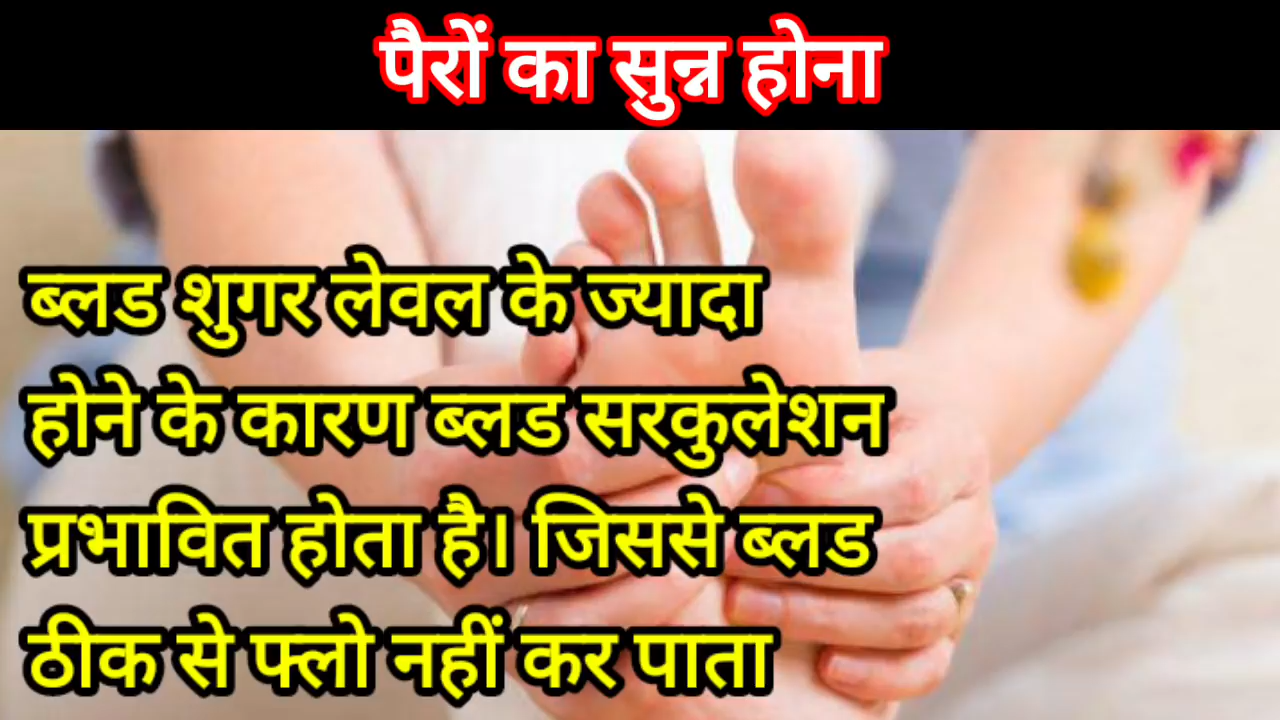 पैरों का सुन्न होना
ब्लड शुगर लेवल के ज्यादा
होने के कारण ब्लड सरकुलेशन
प्रभावित होता है। जिससे ब्लड
ठीक से फ्लो नहीं कर पाता